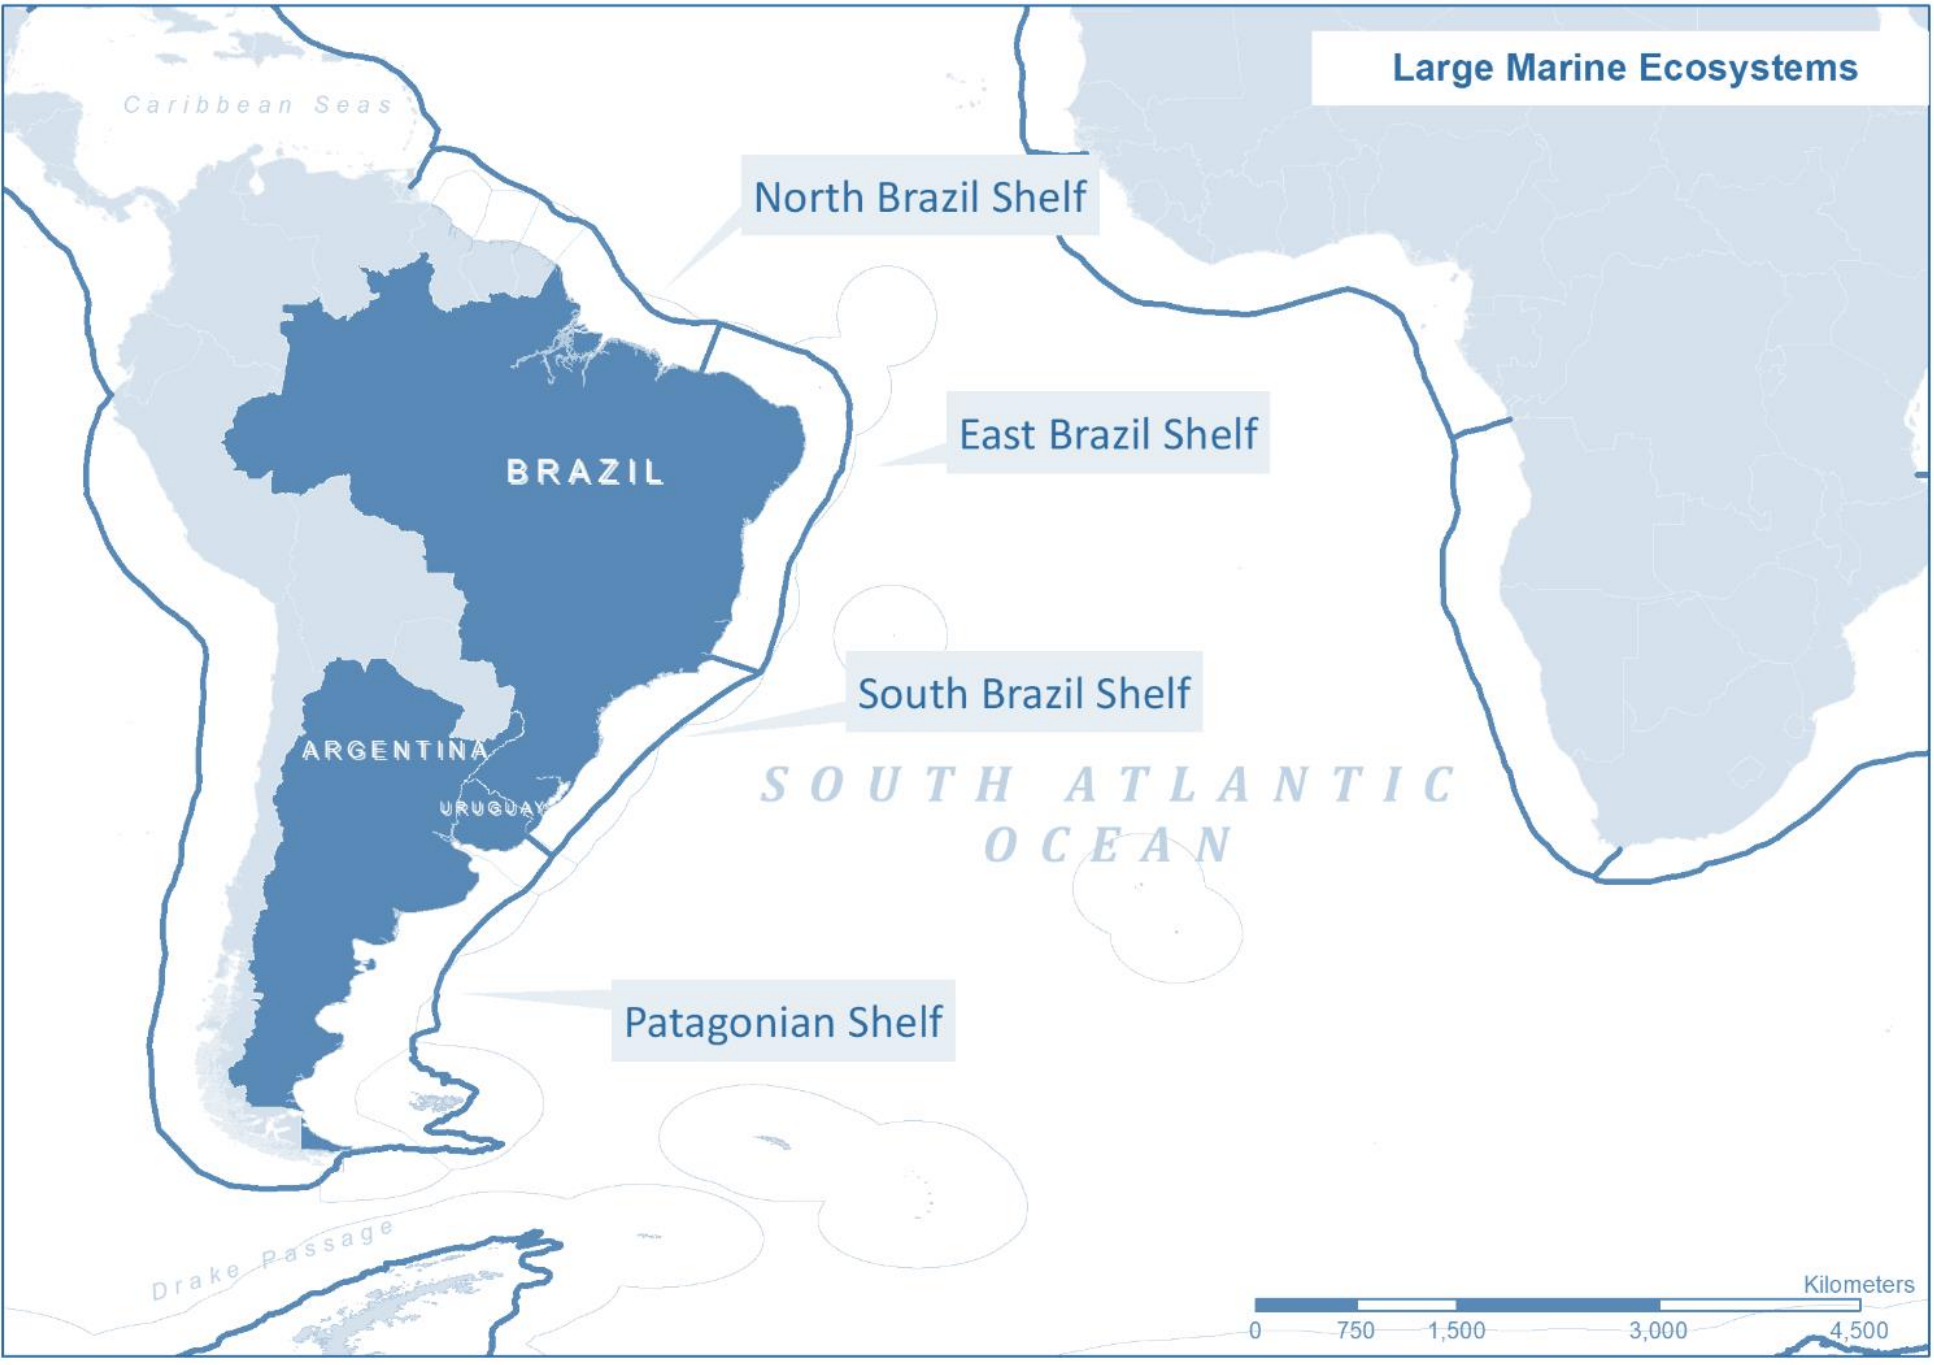 Large Marine Ecosystems
Caribbean Seas
North Brazil Shelf
East Brazil Shelf
BRAZIL
South Brazil Shelf
ARGENTINA
URUGUAY
SOUTH ATLANTIC
OCEAN
Patagonian Shelf
Drake Passage
Kilometers
0 750 1,500 3,000 4,500